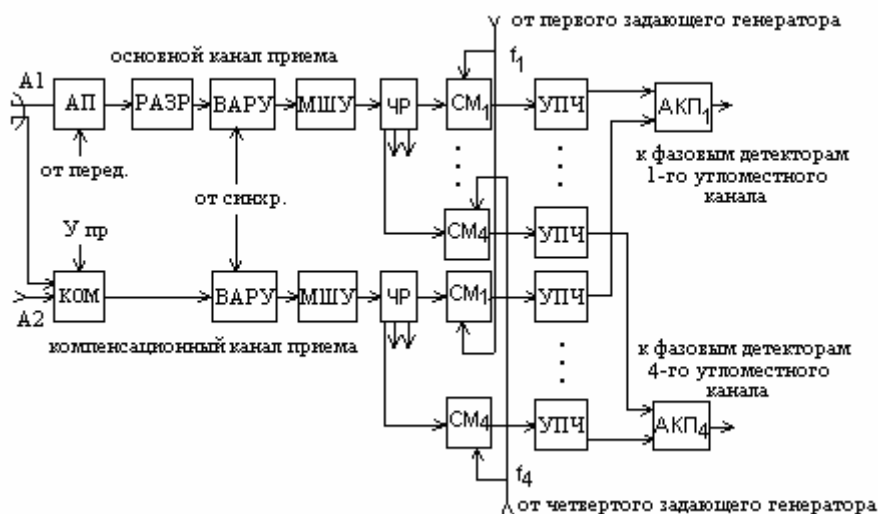 от первого задающего генератора
основной канал приема
f1
A1
АП
РАЗР
ВАРУ
МШУ
ЧР
СМ1
УПЧ
АКП1
от перед.
к фазовым детекторам
1-го угломестного
канала
от синхр.
У пр
СМ4
УПЧ
КОМ
ВАРУ
МШУ
ЧР
СМ1
УПЧ
A2
компенсационный канал приема
к фазовым детекторам
4-го угломестного
канала
СМ4
УПЧ
АКП4
f4
от четвертого задающего генератора